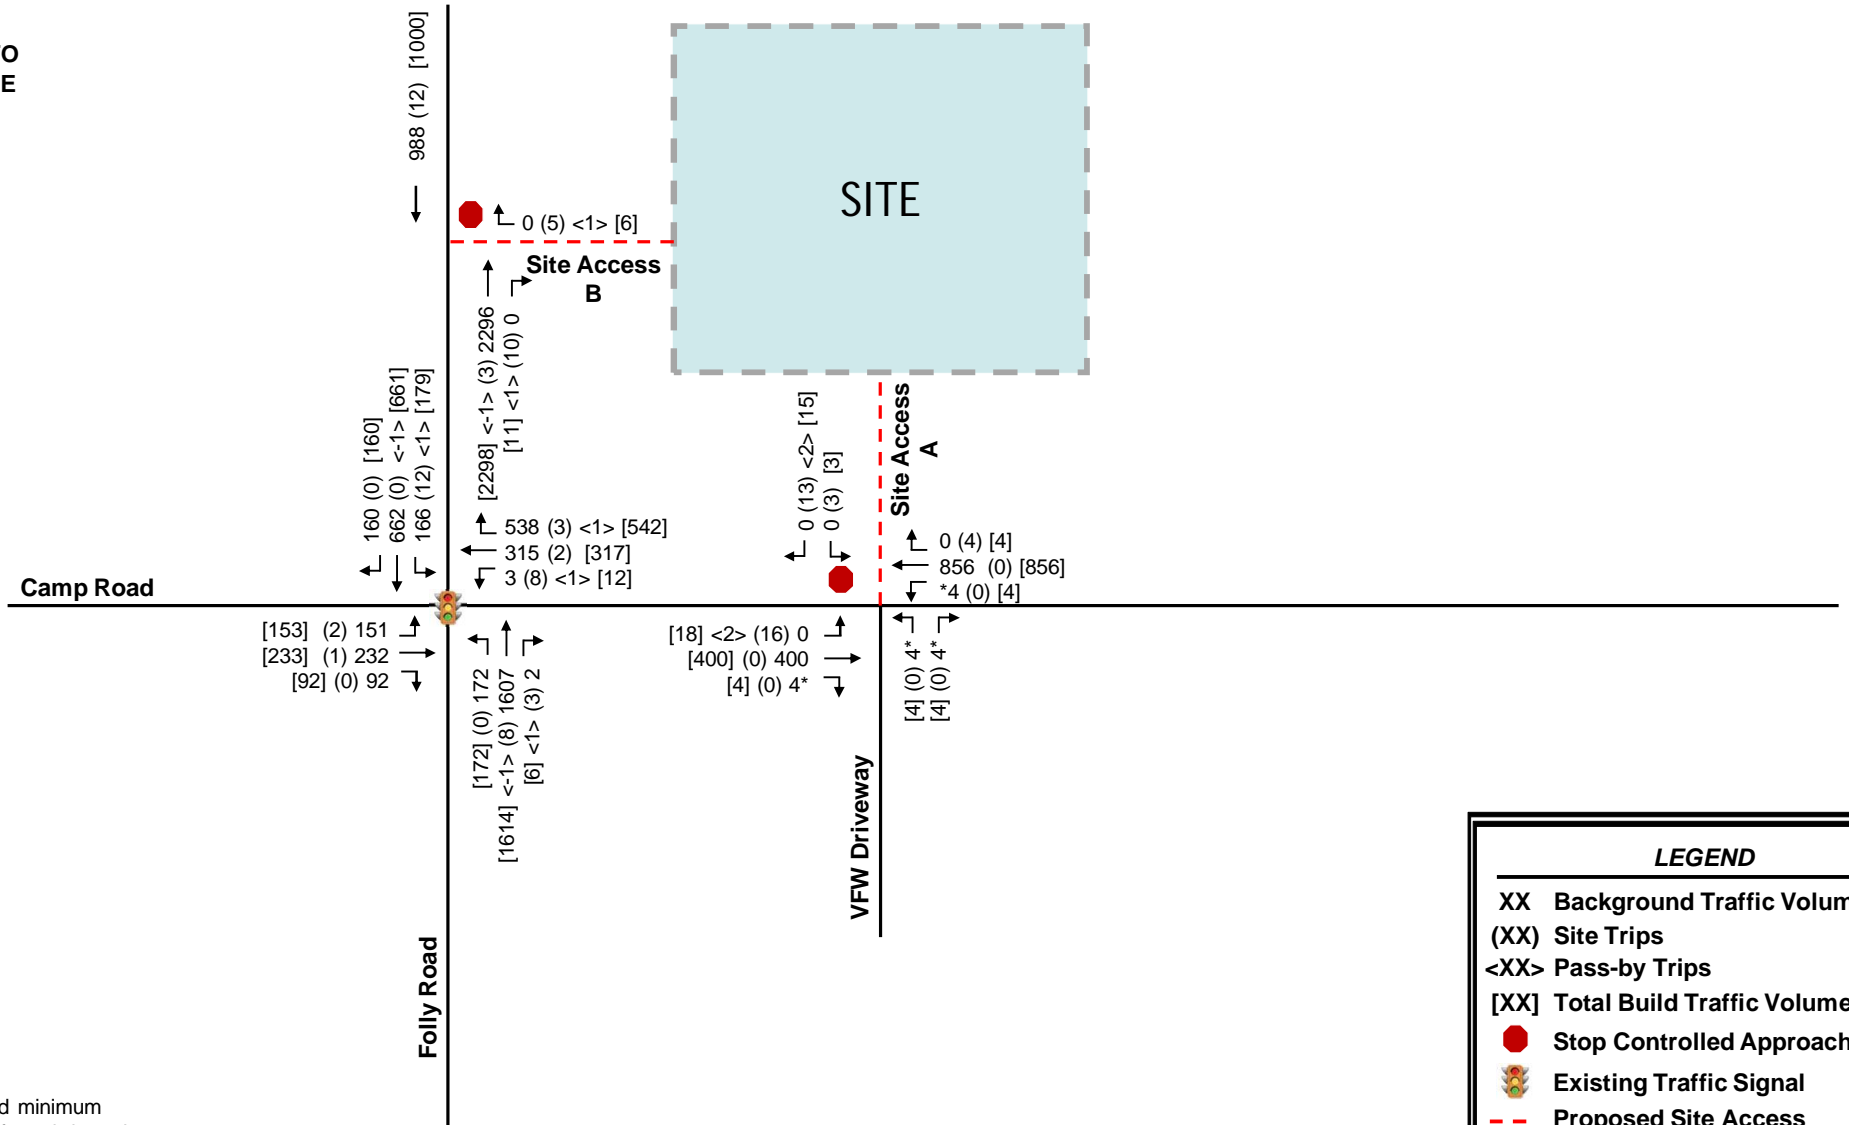 988 (12) [1000]
SITE
0 (5) <1> [6]
Site Access
B
[2298] <-1> (3) 2296
[11] <1> (10) 0
160 (0) [160]
662 (0) <-1> [661]
166 (12) <1> [179]
538 (3) <1> [542]
315 (2) [317]
3 (8) <1> [12]
0 (13) <2> [15]
0 (3) [3]
Site Access
A
0 (4) [4]
856 (0) [856]
*4 (0) [4]
Camp Road
[153] (2) 151
[233] (1) 232
[92] (0) 92
[172] (0) 172
[1614] <-1> (8) 1607
[6] <1> (3) 2
[18] <2> (16) 0
[400] (0) 400
[4] (0) 4*
[4] (0) 4*
[4] (0) 4*
VFW Driveway
Folly Road
minimum
LEGEND
XX Background Traffic
(XX) Site Trips
<XX> Pass-by Trips
[XX] Total Build Traffic Volume
Stop Controlled Approach
Existing Traffic Signal
Proposed Site Access